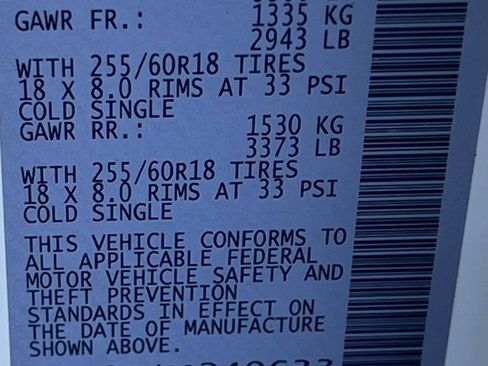 GAWR FR.: 1335 KG
2943 LB
WITH 255/60R18 TIRES
18 X 8.0 RIMS AT 33 PSI
COLD SINGLE
GAWR RR.: 1530 KG
3373 LB
WITH 255/60R18 TIRES
18 X 8.0 RIMS AT 33 PSI
COLD SINGLE
THIS VEHICLE CONFORMS TO
ALL APPLICABLE FEDERAL
MOTOR VEHICLE SAFETY AND
THEFT PREVENTION
STANDARDS IN EFFECT ON
THE DATE OF MANUFACTURE
SHOWN ABOVE.